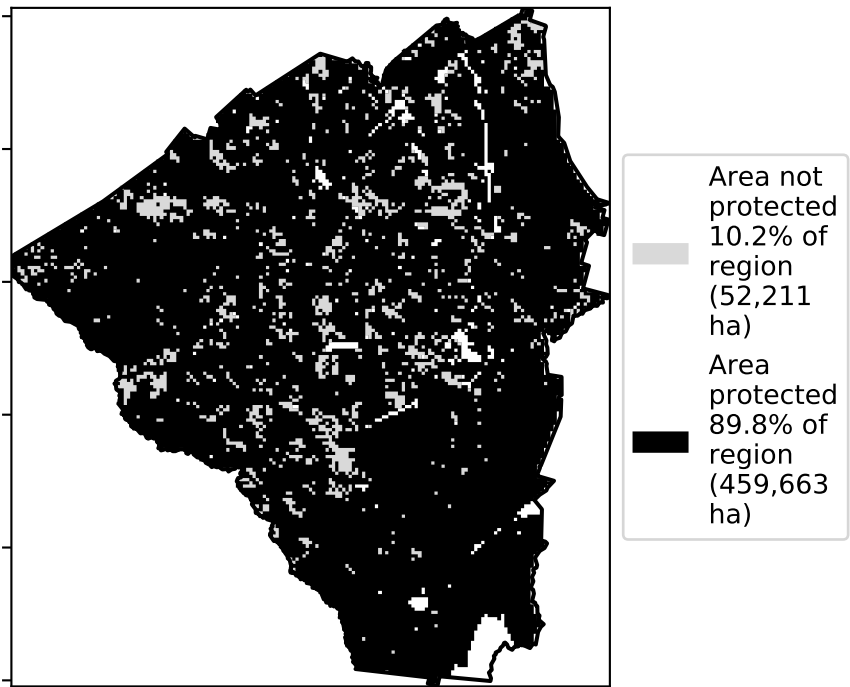 Area not
protected
10.2% of
region
(52,211
ha)
Area
protected
89.8% of
region
(459,663
ha)